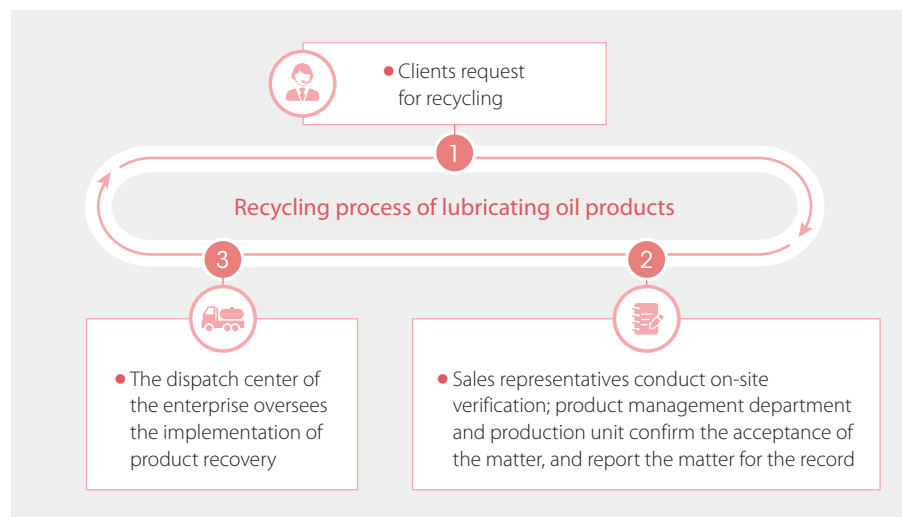 ● Clients request
for recycling
1
Recycling process of lubricating oil products
3
2
● The dispatch center of
the enterprise oversees
the implementation of
product recovery
● Sales representatives conduct on-site
verification; product management department
and production unit confirm the acceptance of
the matter, and report the matter for the record